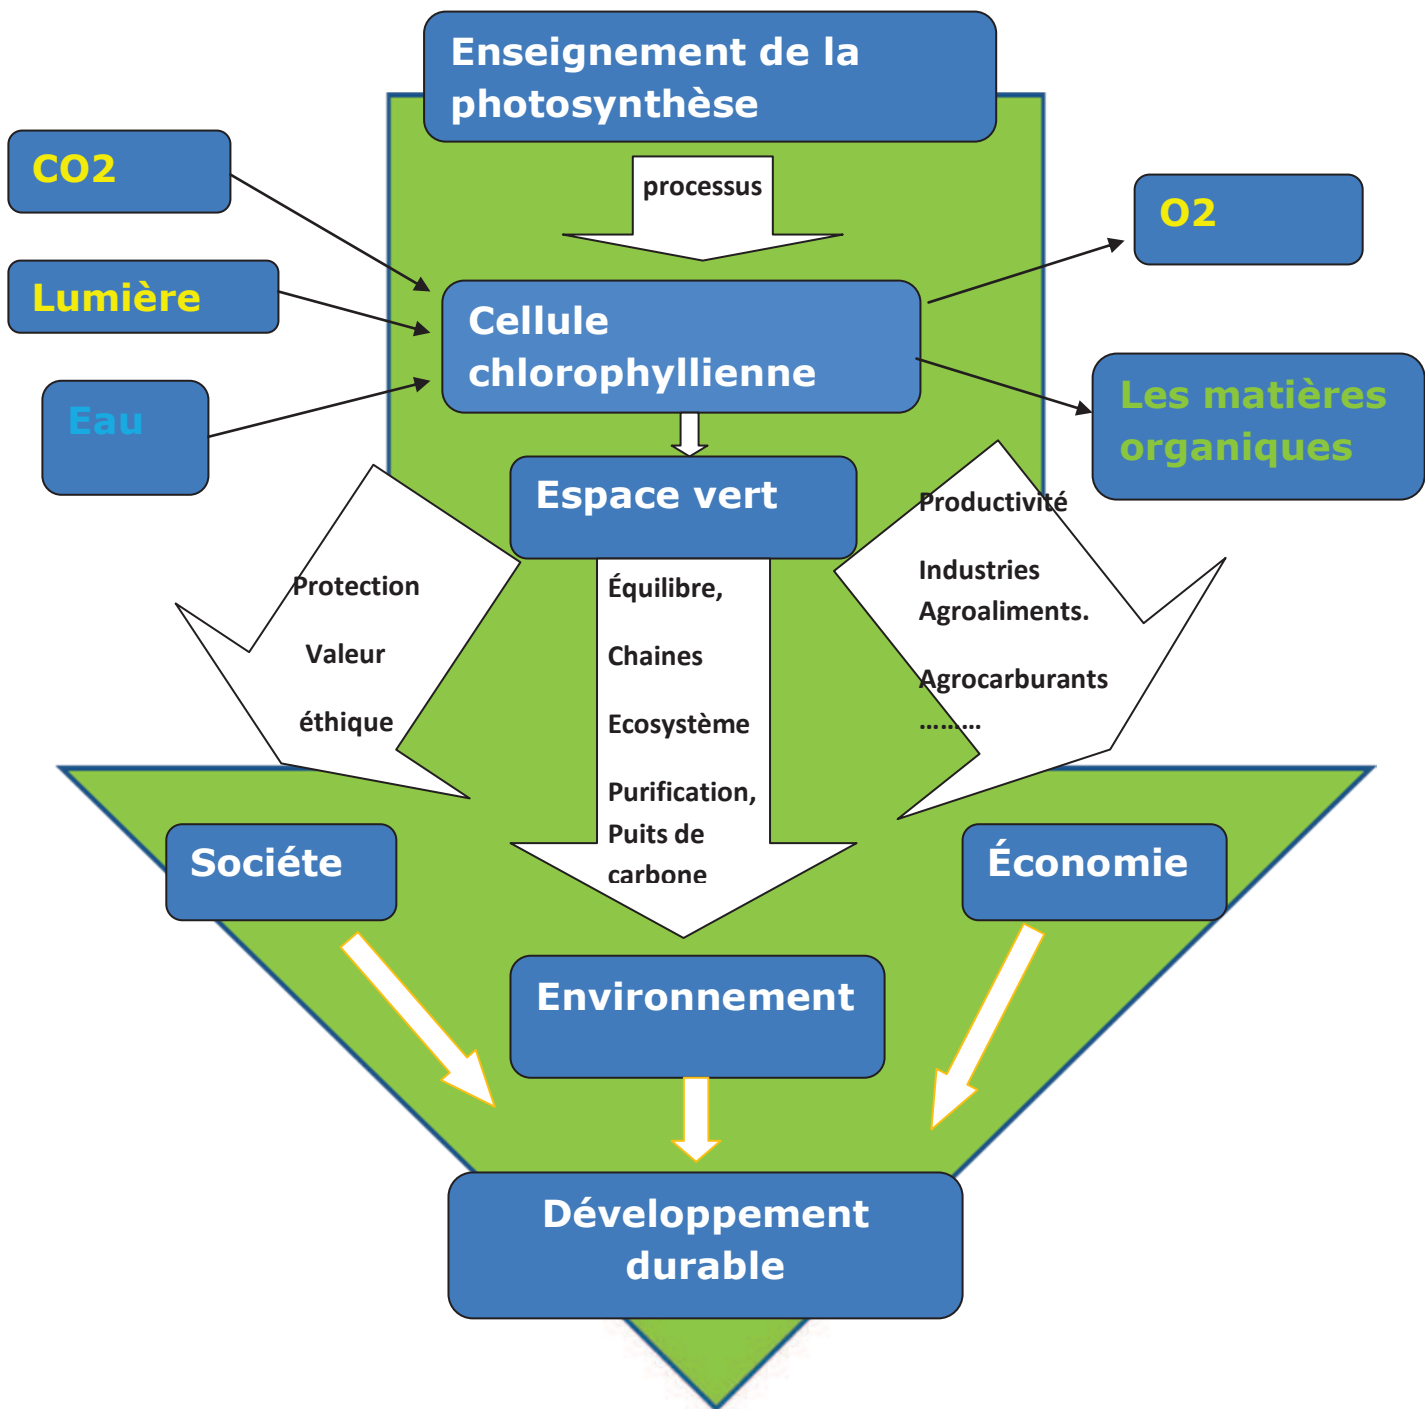 Enseignement de la
photosynthèse
processus
CO2
Lumière
Eau
O2
Les matières
organiques
Cellule
chlorophyllienne
Espace vert
Protection
Valeur
éthique
Équilibre,
Chaines
Ecosystème
Purification,
Puits de
carbone
Productivité
Industries
Agroaliments.
Agrocarburants
………
Sociéte
Économie
Environnement
Développement
durable